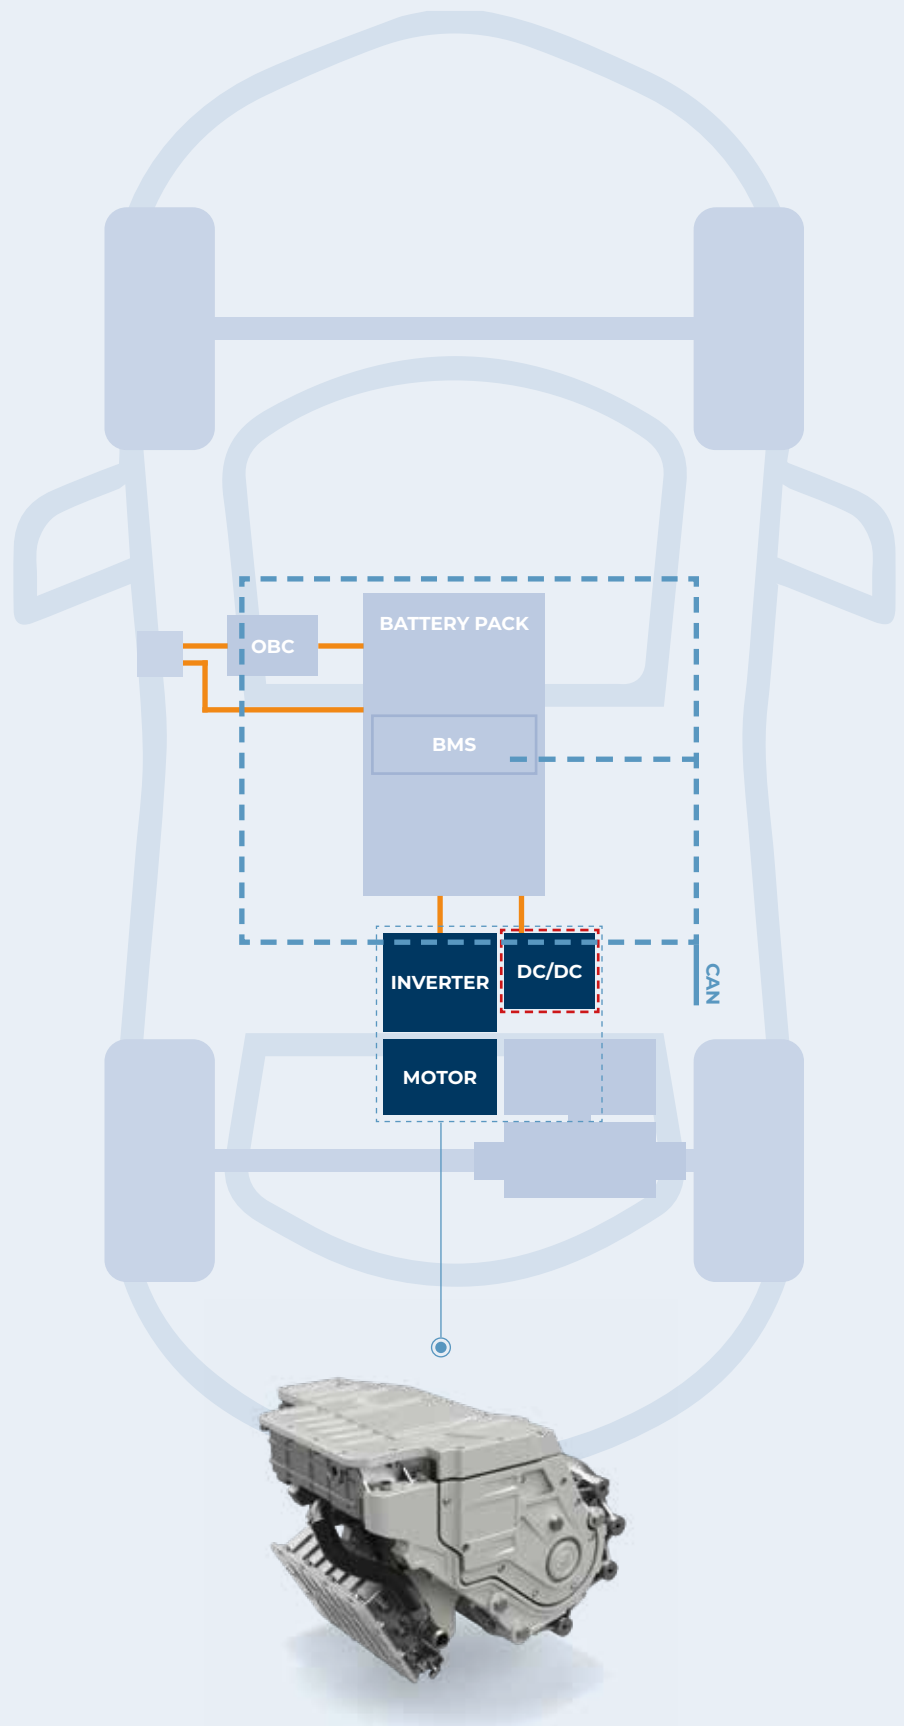 BATTERY PACK
OBC
BMS
INVERTER
DC/DC
CAN
MOTOR